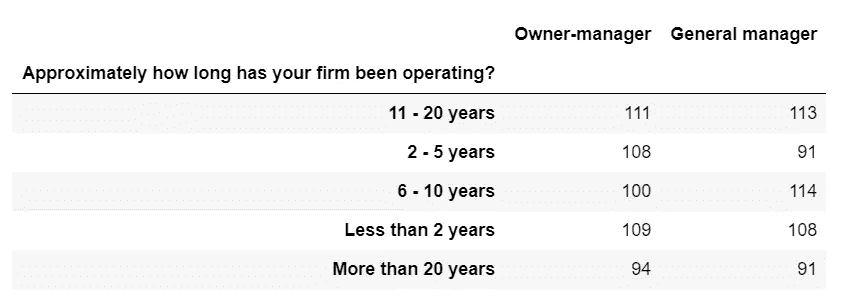 Owner-manager General manager
Approximately how long has your firm been operating?
11 - 20 years 111 113
2 - 5 years 108 91
6 - 10 years 100 114
Less than 2 years 109 108
More than 20 years 94 91